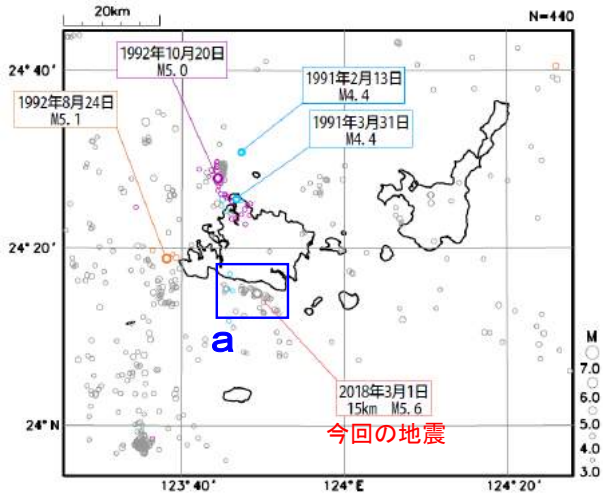 20km
N=440
24°40′
1992年10月20日
M5.0
1991年2月13日
M4.4
1992年8月24日
M5.1
1991年3月31日
M4.4
24°20′
a
2018年3月1日
15km M5.6
今回の地震
24°N
M
7.0
6.0
5.0
4.0
3.0
123°40′
124°E
124°20′